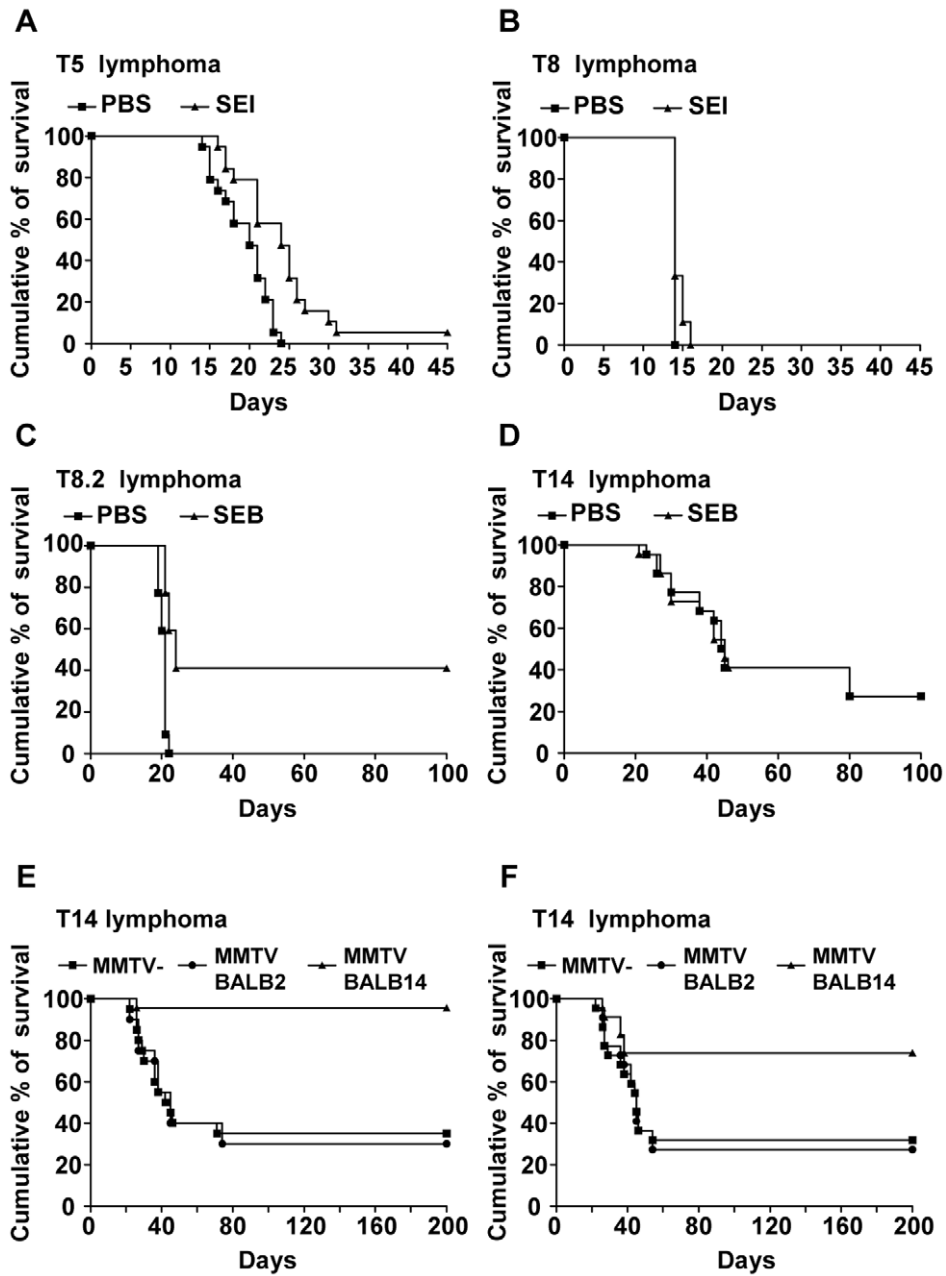 A
T5 lymphoma
PBS SEI
Cumulative % of survival
100
80
60
40
20
0
0 5 15 15 20 25 30 35 45 45
Days
B
T8 lymphoma
PBS SEI
Cumulative % of survival
100
80
60
40
20
0
0 5 15 15 20 25 30 35 45 45
Days
C
T8.2 lymphoma
PBS SEB
Cumulative % of survival
100
80
60
40
20
0
0 20 40 60 80 100
Days
D
T14 lymphoma
PBS SEB
Cumulative % of survival
100
80
60
40
20
0
0 20 40 60 80 100
Days
E
T14 lymphoma
MMTV- MMTV MMTV
BALB2 BALB14
Cumulative % of survival
100
80
60
40
20
0
0 40 80 120 160 200
Days
F
T14 lymphoma
MMTV- MMTV MMTV
BALB2 BALB14
Cumulative % of survival
100
80
60
40
20
0
0 40 80 120 160 200
Days